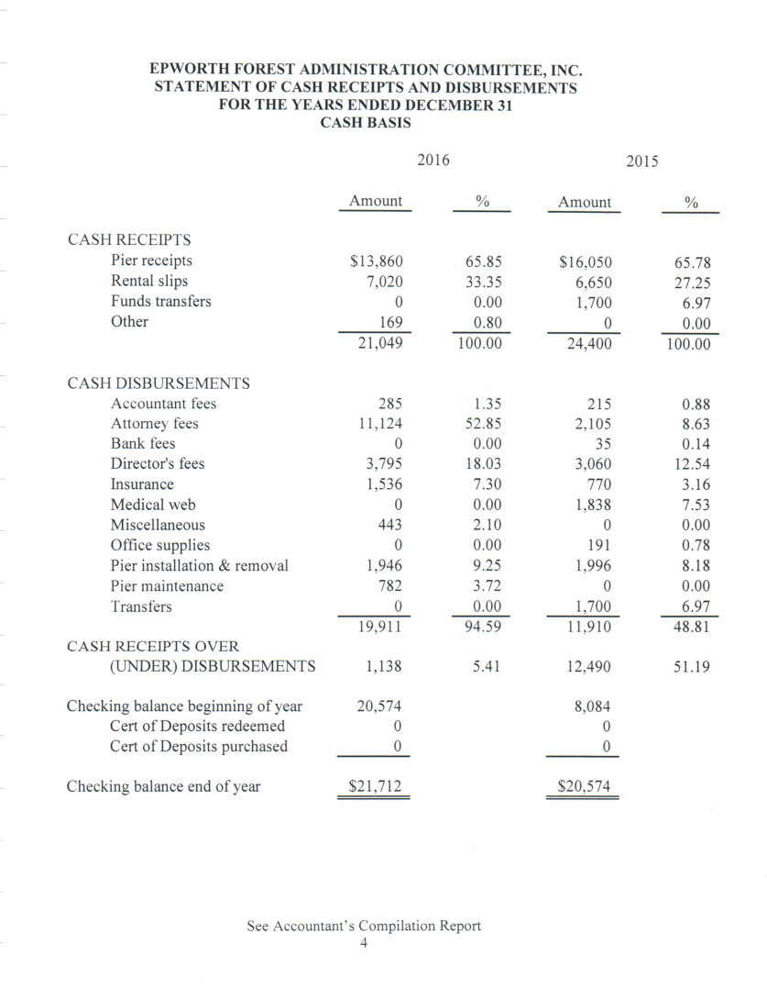 EPWORTH FOREST ADMINISTRATION COMMITTEE, INC.
STATEMENT OF CASH RECEIPTS AND DISBURSEMENTS
FOR THE YEARS ENDED DECEMBER 31
CASH BASIS
2016 2015
Amount % Amount %
CASH RECEIPTS
Pier receipts $13,860 65.85 $16,050 65.78
Rental slips 7,020 33.35 6,650 27.25
Funds transfers 0 0.00 1,700 6.97
Other 169 0.80 0 0.00
21,049 100.00 24,400 100.00
CASH DISBURSEMENTS
Accountant fees 285 1.35 215 0.88
Attorney fees 11,124 52.85 2,105 8.63
Bank fees 0 0.00 35 0.14
Director's fees 3,795 18.03 3,060 12.54
Insurance 1,536 7.30 770 3.16
Medical web 0 0.00 1,838 7.53
Miscellaneous 443 2.10 0 0.00
Office supplies 0 0.00 191 0.78
Pier installation & removal 1,946 9.25 1,996 8.18
Pier maintenance 782 3.72 0 0.00
Transfers 0 0.00 1,700 6.97
19,911 94.59 11,910 48.81
CASH RECEIPTS OVER
(UNDER) DISBURSEMENTS 1,138 5.41 12,490 51.19
Checking balance beginning of year 20,574 8,084
Cert of Deposits redeemed 0 0
Cert of Deposits purchased 0 0
Checking balance end of year $21,712 $20,574
See Accountant's Compilation Report
4